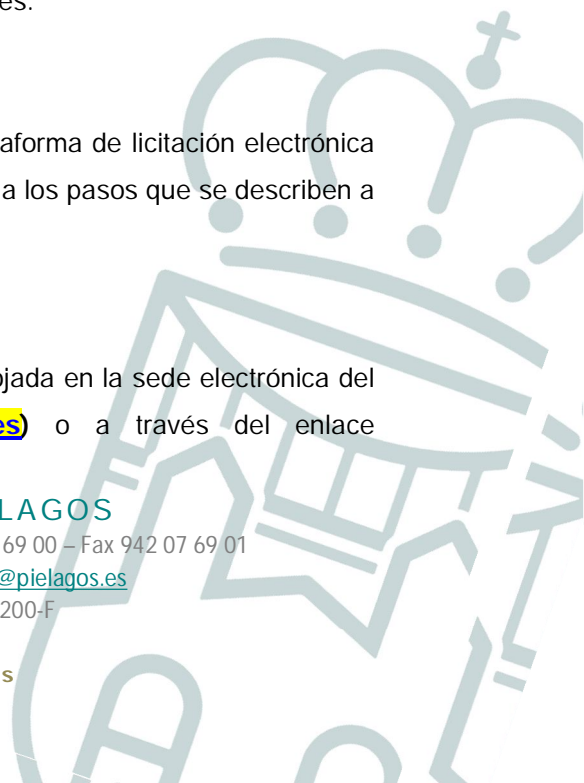 es.
aforma de licitación electrónica
a los pasos que se describen a
ojada en la sede electrónica del
es) o a través del enlace
LAGOS
69 00 – Fax 942 07 69 01
@pielagos.es
200-F
s